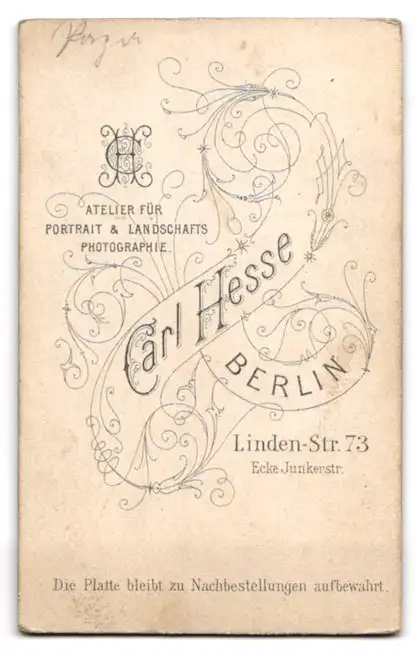 CH
ATELIER FÜR
PORTRAIT & LANDSCHAFTS
PHOTOGRAPHIE.
Carl Hesse
BERLIN
Linden-Str. 73
Ecke Junkerstr.
Die Platte bleibt zu Nachbestellungen aufbewahrt.